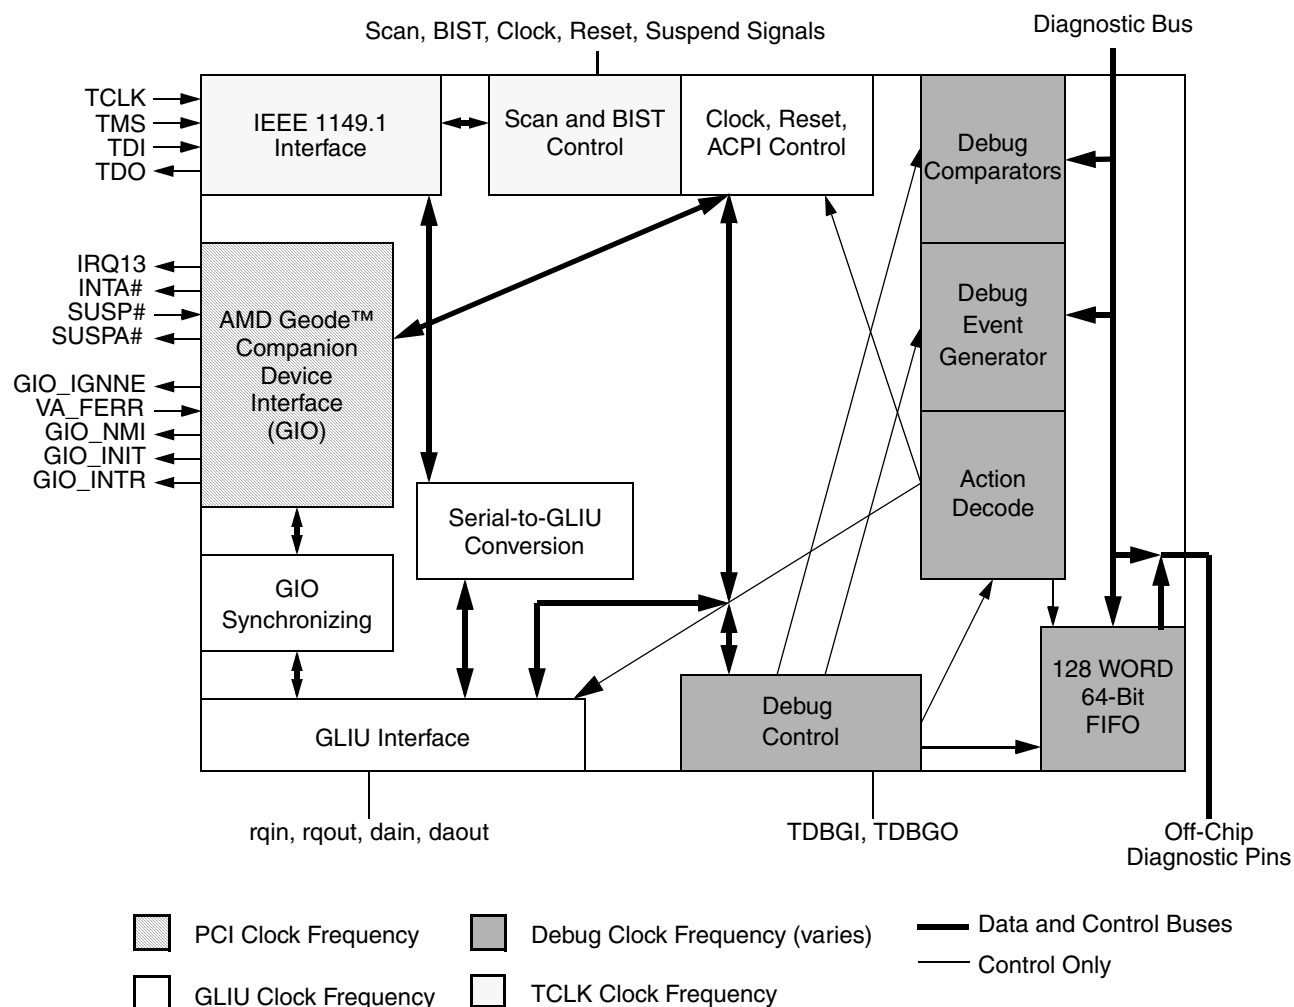 Scan, BIST, Clock, Reset, Suspend Signals
Diagnostic Bus
TCLK
TMS
TDI
TDO
IEEE 1149.1
Interface
Scan and BIST
Control
Clock, Reset,
ACPI Control
Debug
Comparators
IRQ13
INTA#
SUSP#
SUSPA#
GIO_IGNNE
VA_FERR
GIO_NMI
GIO_INIT
GIO_INTR
AMD Geode™
Companion
Device
Interface
(GIO)
Debug
Event
Generator
Action
Decode
Serial-to-GLIU
Conversion
GIO
Synchronizing
128 WORD
64-Bit
FIFO
GLIU Interface
Debug
Control
rqin, rqout, dain, daout
TDBGI, TDBGO
Off-Chip
Diagnostic Pins
PCI Clock Frequency
Debug Clock Frequency (varies)
Data and Control Buses
Control Only
GLIU Clock Frequency
TCLK Clock Frequency